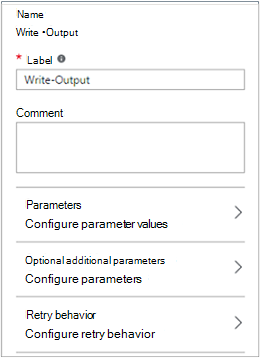 Name
Write •Output
* Label
Write-Output
Comment
Parameters
Configure parameter values
Optional additional parameters
Configure parameters
Retry behavior
Configure retry behavior